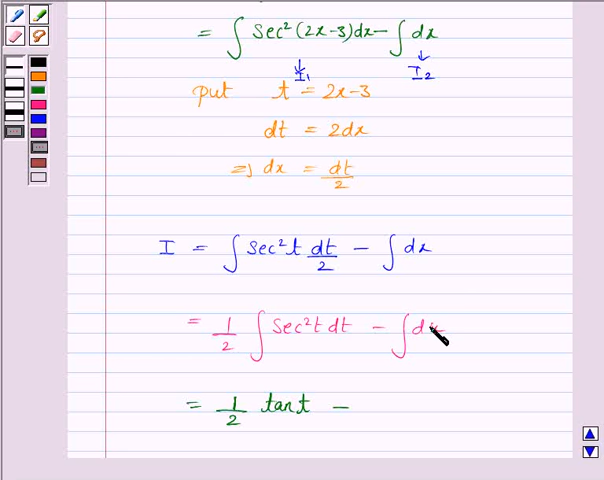 = ∫ Sec² (2x-3) dx - ∫ dx
↓ I₁ ↓ I₂
put t = 2x-3
dt = 2dx
=) dx = dt/2
I = ∫ Sec²t dt/2 - ∫ dx
= 1/2 ∫ Sec²t dt - ∫ dx
= 1/2 tan t -